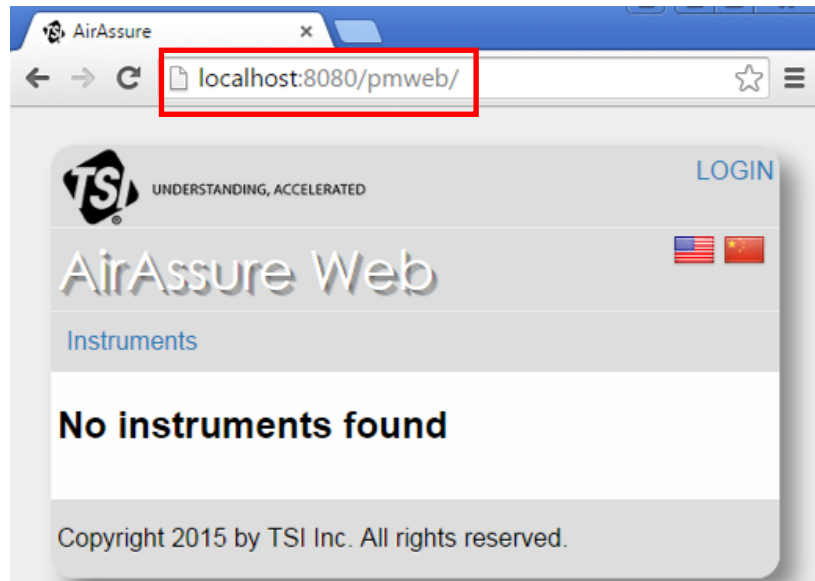 AirAssure
localhost:8080/pmweb/
TSI UNDERSTANDING, ACCELERATED
LOGIN
AirAssure Web
Instruments
No instruments found
Copyright 2015 by TSI Inc. All rights reserved.